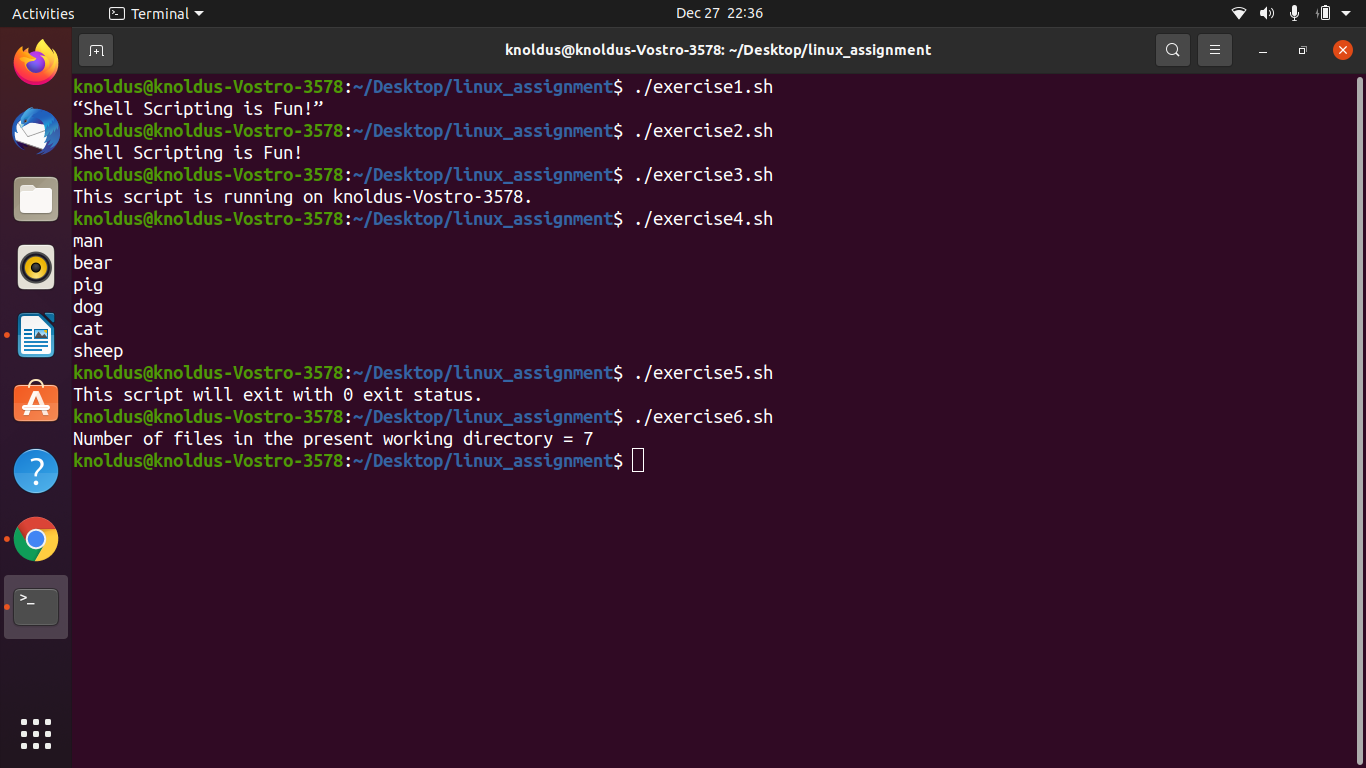 Activities Terminal Dec 27 22:36
knoldus@knoldus-Vostro-3578: ~/Desktop/linux_assignment
knoldus@knoldus-Vostro-3578:~/Desktop/linux_assignment$ ./exercise1.sh
“Shell Scripting is Fun!”
knoldus@knoldus-Vostro-3578:~/Desktop/linux_assignment$ ./exercise2.sh
Shell Scripting is Fun!
knoldus@knoldus-Vostro-3578:~/Desktop/linux_assignment$ ./exercise3.sh
This script is running on knoldus-Vostro-3578.
knoldus@knoldus-Vostro-3578:~/Desktop/linux_assignment$ ./exercise4.sh
man
bear
pig
dog
cat
sheep
knoldus@knoldus-Vostro-3578:~/Desktop/linux_assignment$ ./exercise5.sh
This script will exit with 0 exit status.
knoldus@knoldus-Vostro-3578:~/Desktop/linux_assignment$ ./exercise6.sh
Number of files in the present working directory = 7
knoldus@knoldus-Vostro-3578:~/Desktop/linux_assignment$